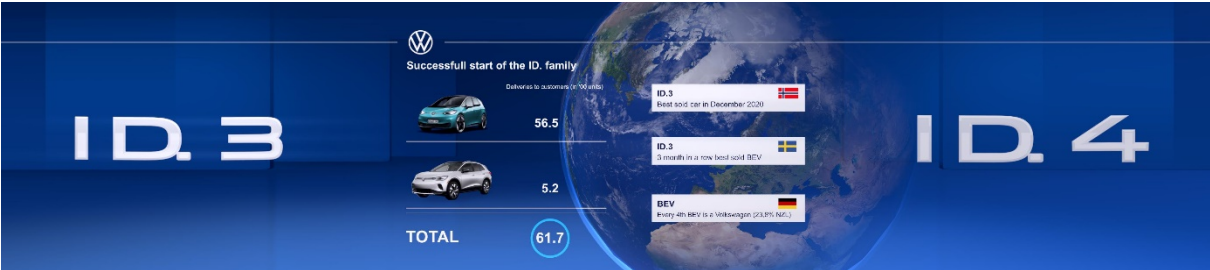 ID.3
Successfull start of the ID. family
Deliveries to customers (in '00 units)
56.5
5.2
TOTAL
61.7
ID.3
Best sold car in December 2020
ID.3
3 month in a row best sold BEV
BEV
Every 4th BEV is a Volkswagen (23.8% NZL)
ID.4